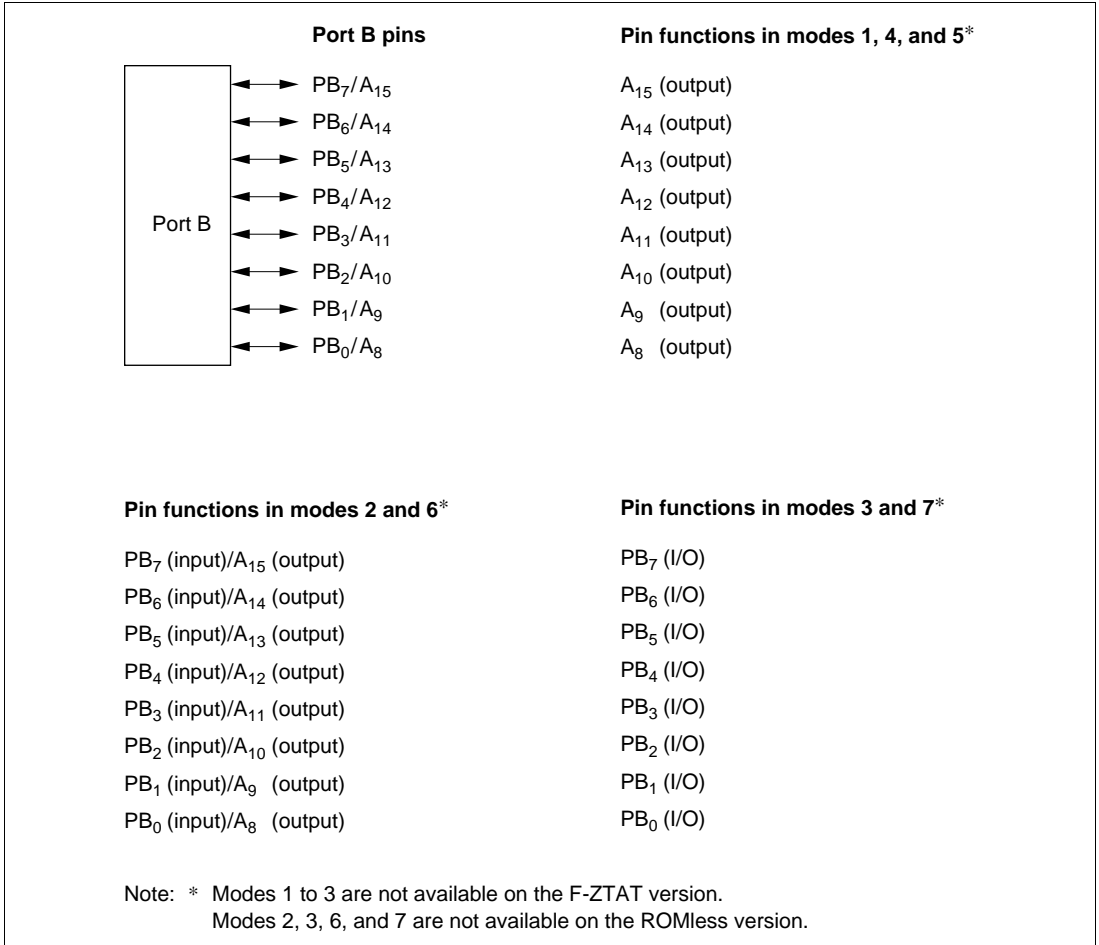 Port B pins
Pin functions in modes 1, 4, and 5*
Port B
PB7/A15
A15 (output)
PB6/A14
A14 (output)
PB5/A13
A13 (output)
PB4/A12
A12 (output)
PB3/A11
A11 (output)
PB2/A10
A10 (output)
PB1/A9
A9 (output)
PB0/A8
A8 (output)
Pin functions in modes 2 and 6*
PB7 (input)/A15 (output)
PB6 (input)/A14 (output)
PB5 (input)/A13 (output)
PB4 (input)/A12 (output)
PB3 (input)/A11 (output)
PB2 (input)/A10 (output)
PB1 (input)/A9 (output)
PB0 (input)/A8 (output)
Pin functions in modes 3 and 7*
PB7 (I/O)
PB6 (I/O)
PB5 (I/O)
PB4 (I/O)
PB3 (I/O)
PB2 (I/O)
PB1 (I/O)
PB0 (I/O)
Note: * Modes 1 to 3 are not available on the F-ZTAT version.
Modes 2, 3, 6, and 7 are not available on the ROMless version.